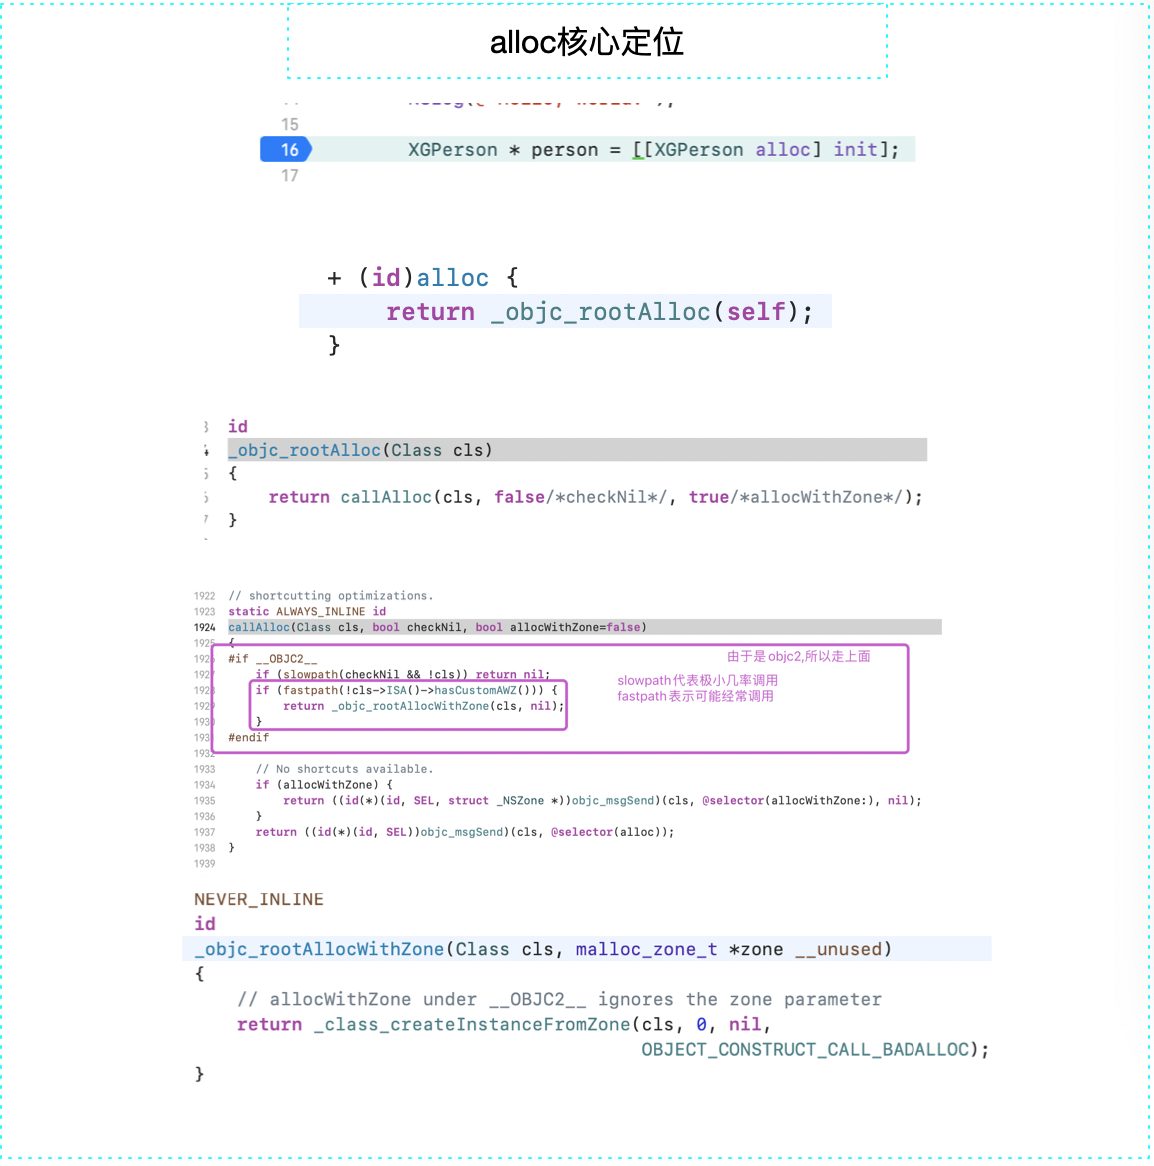 alloc核心定位
15
16 XGPerson * person = [[XGPerson alloc] init];
17
+ (id)alloc {
return _objc_rootAlloc(self);
}
id
_objc_rootAlloc(Class cls)
{
return callAlloc(cls, false/*checkNil*/, true/*allocWithZone*/);
}
1922 // shortcutting optimizations.
1923 static ALWAYS_INLINE id
1924 callAlloc(Class cls, bool checkNil, bool allocWithZone=false)
1925 {
#if __OBJC2__ 由于是objc2,所以走上面
if (slowpath(checkNil && !cls)) return nil; slowpath代表极小几率调用
if (fastpath(!cls->ISA()->hasCustomAWZ())) { fastpath表示可能经常调用
return _objc_rootAllocWithZone(cls, nil);
}
#endif
1932
1933 // No shortcuts available.
1934 if (allocWithZone) {
1935 return ((id(*)(id, SEL, struct _NSZone *))objc_msgSend)(cls, @selector(allocWithZone:), nil);
1936 }
1937 return ((id(*)(id, SEL))objc_msgSend)(cls, @selector(alloc));
1938 }
1939
NEVER_INLINE
id
_objc_rootAllocWithZone(Class cls, malloc_zone_t *zone __unused)
{
// allocWithZone under __OBJC2__ ignores the zone parameter
return _class_createInstanceFromZone(cls, 0, nil,
OBJECT_CONSTRUCT_CALL_BADALLOC);
}